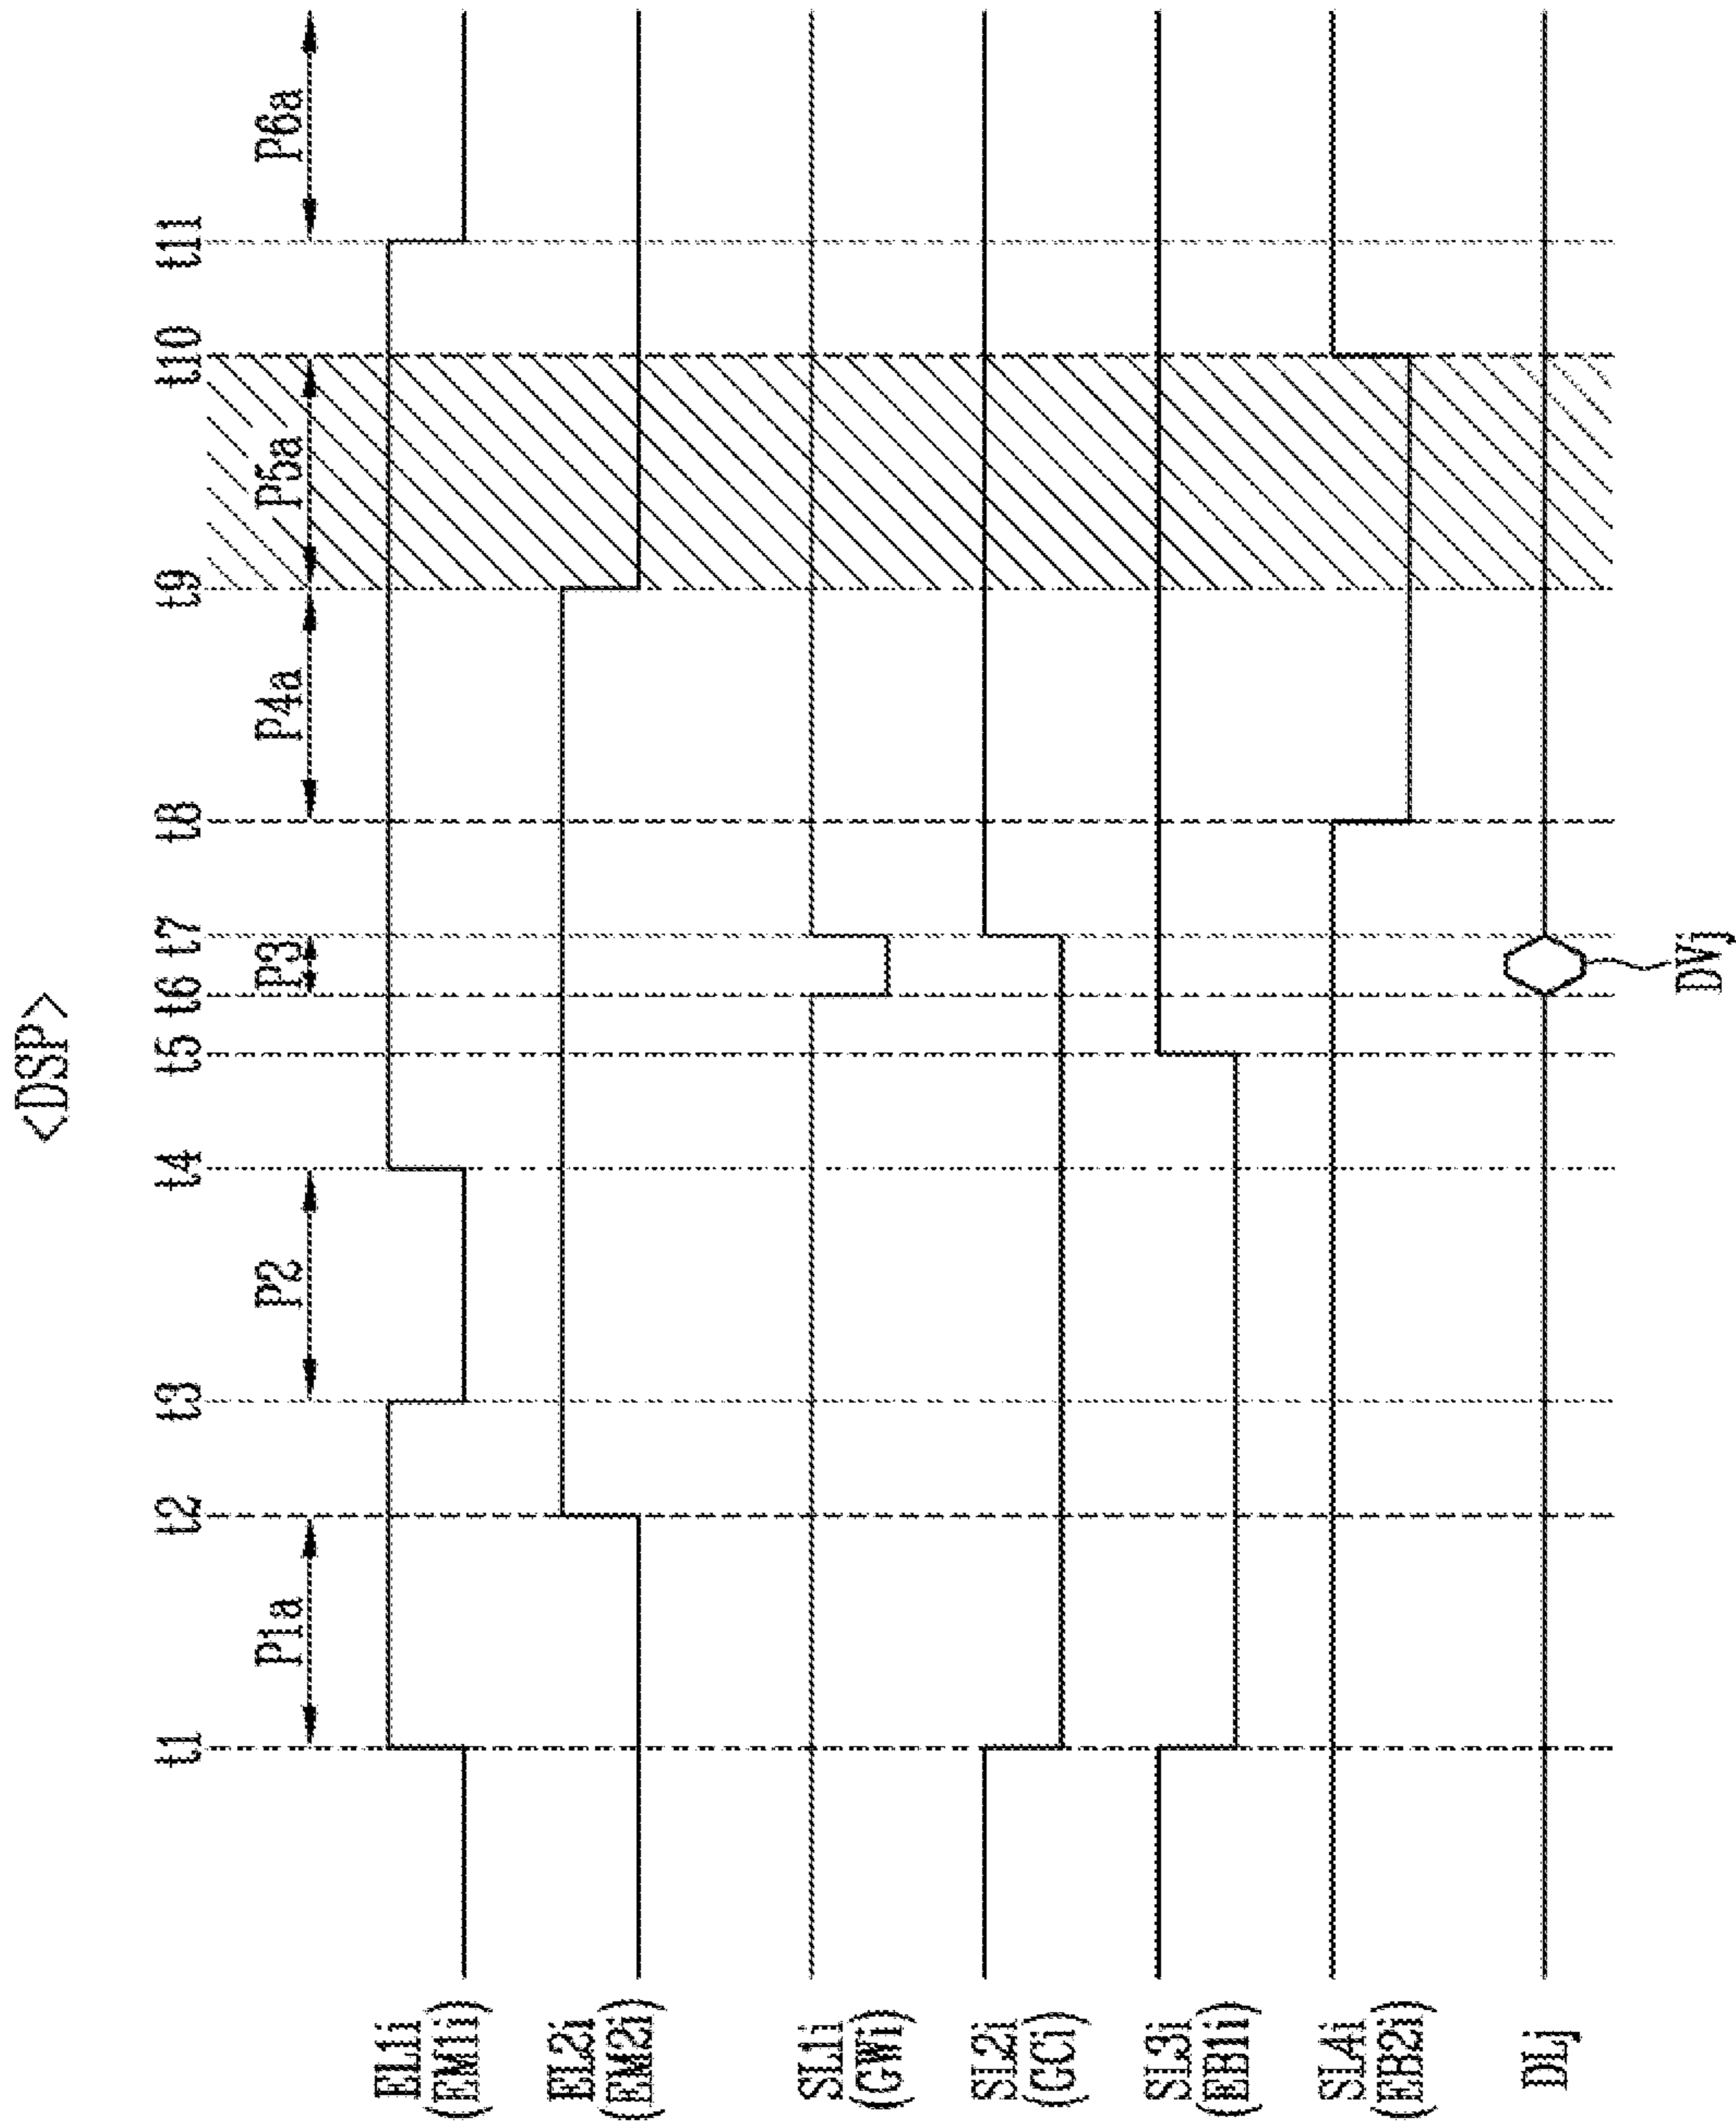 <DSP>
t1 t2 t3 t4 t5 t6 t7 t8 t9 t10 t11
P1a P2 P3 P4a P5a P6a
EL1i
(EM1i)
EL2i
(EM2i)
SL1i
(GWi)
SL2i
(GCi)
SL3i
(EB1i)
SL4i
(EB2i)
DLj
DVj